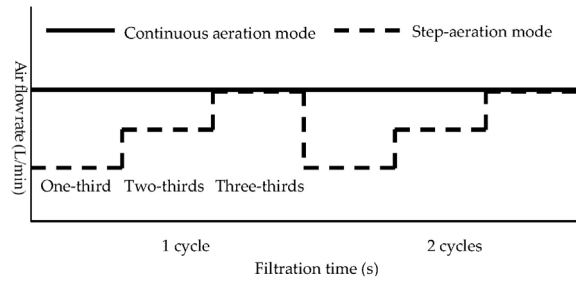 Continuous aeration mode
Step-aeration mode
Air flow rate (L/min)
One-third
Two-thirds
Three-thirds
1 cycle
2 cycles
Filtration time (s)